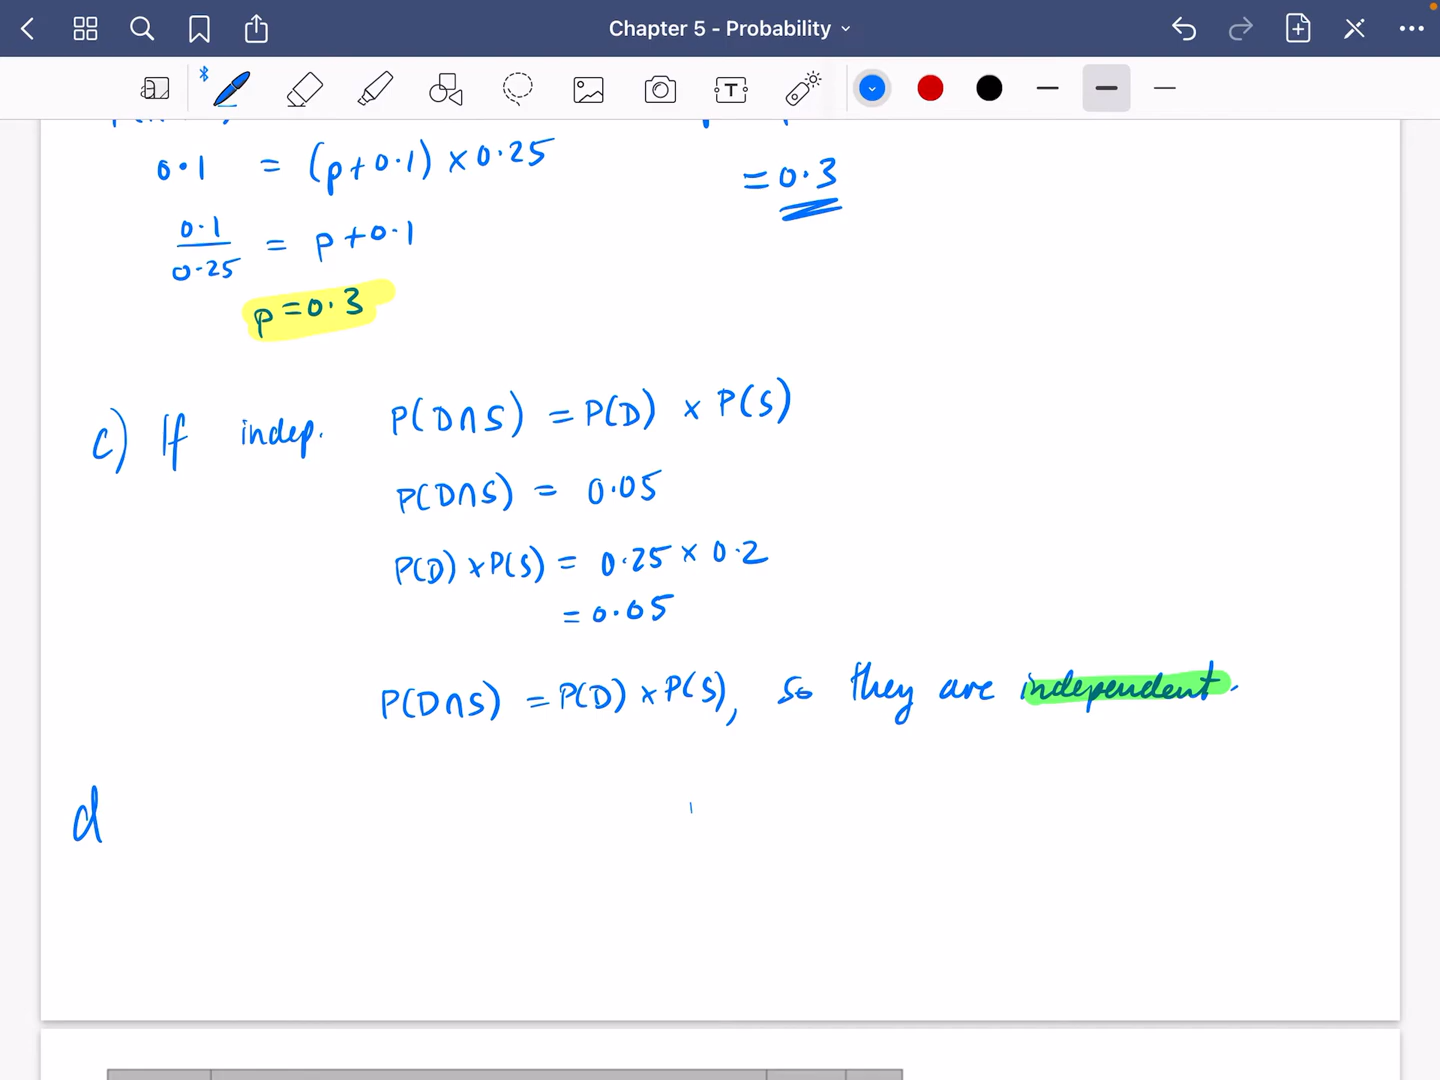 Chapter 5 - Probability
0.1 = (p+0.1) × 0.25
= 0.3
0.1
0.25
= p + 0.1
p = 0.3
c) If indep. P(D∩S) = P(D) × P(S)
P(D∩S) = 0.05
P(D) × P(S) = 0.25 × 0.2
= 0.05
P(D∩S) = P(D) × P(S), so they are independent.
d